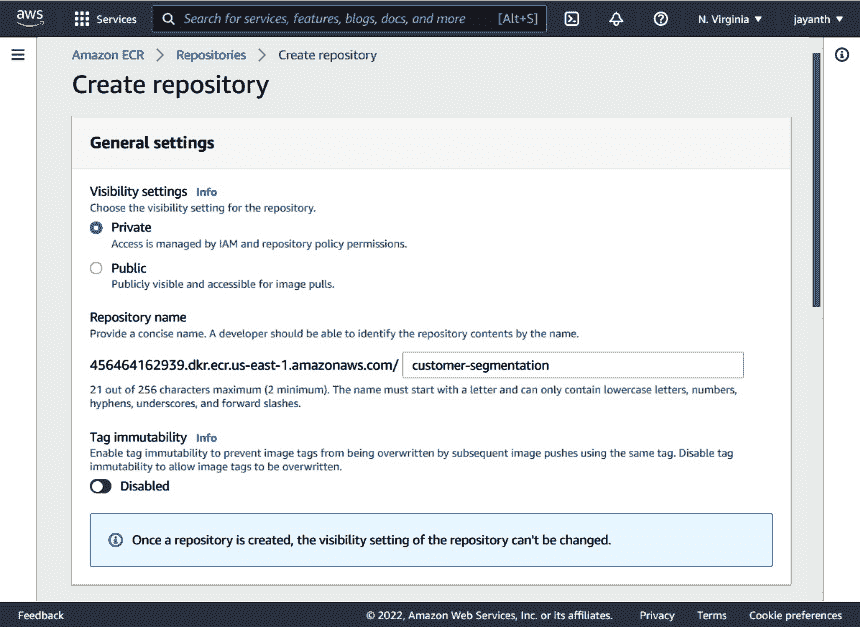 aws
Services
Search for services, features, blogs, docs, and more
[Alt+S]
N. Virginia ▼
jayanth ▼
Amazon ECR > Repositories > Create repository
Create repository
General settings
Visibility settings Info
Choose the visibility setting for the repository.
Private
Access is managed by IAM and repository policy permissions.
Public
Publicly visible and accessible for image pulls.
Repository name
Provide a concise name. A developer should be able to identify the repository contents by the name.
456464162939.dkr.ecr.us-east-1.amazonaws.com/ customer-segmentation
21 out of 256 characters maximum (2 minimum). The name must start with a letter and can only contain lowercase letters, numbers,
hyphens, underscores, and forward slashes.
Tag immutability Info
Enable tag immutability to prevent image tags from being overwritten by subsequent image pushes using the same tag. Disable tag
immutability to allow image tags to be overwritten.
Disabled
Once a repository is created, the visibility setting of the repository can't be changed.
Feedback
© 2022, Amazon Web Services, Inc. or its affiliates.
Privacy
Terms
Cookie preferences